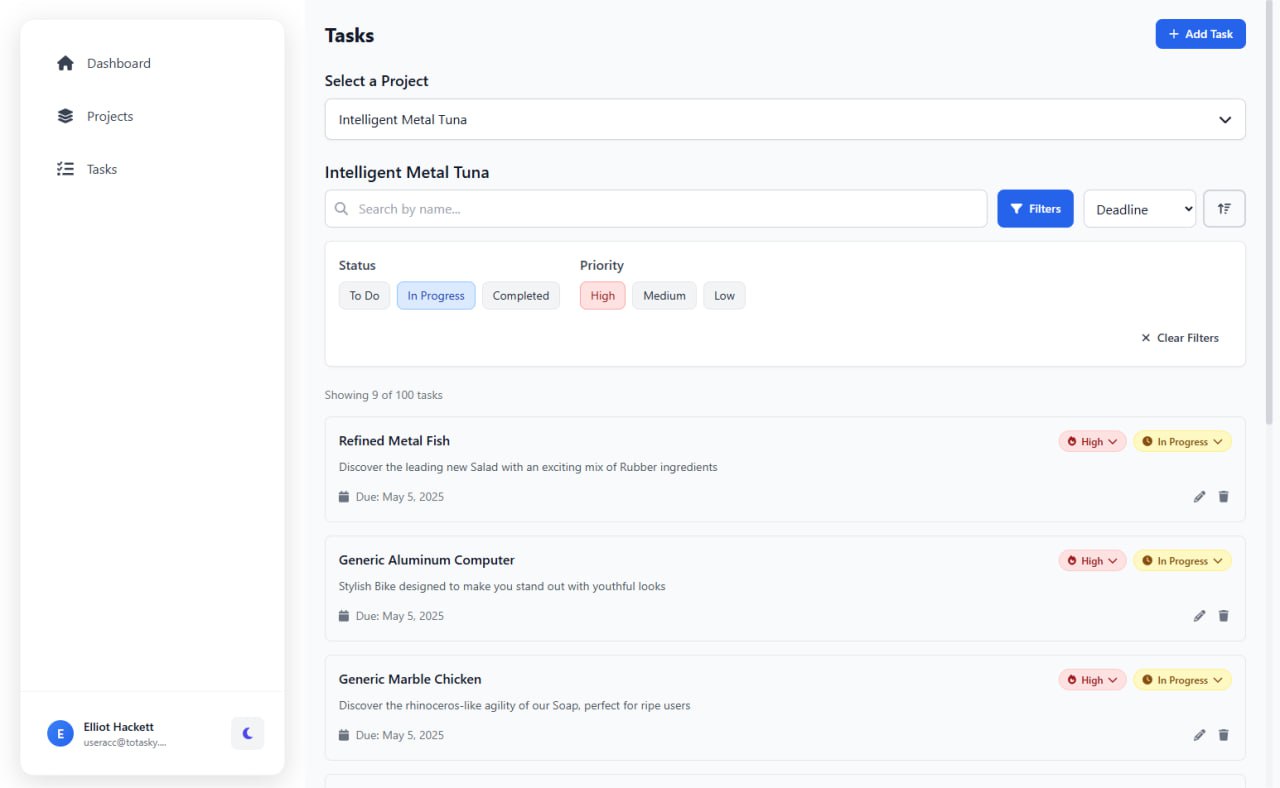 Dashboard
Projects
Tasks
E
Elliot Hackett
useracc@totasky....
Tasks
Add Task
Select a Project
Intelligent Metal Tuna
Intelligent Metal Tuna
Search by name...
Filters
Deadline
Status
Priority
To Do
In Progress
Completed
High
Medium
Low
Clear Filters
Showing 9 of 100 tasks
Refined Metal Fish
High
In Progress
Discover the leading new Salad with an exciting mix of Rubber ingredients
Due: May 5, 2025
Generic Aluminum Computer
High
In Progress
Stylish Bike designed to make you stand out with youthful looks
Due: May 5, 2025
Generic Marble Chicken
High
In Progress
Discover the rhinoceros-like agility of our Soap, perfect for ripe users
Due: May 5, 2025